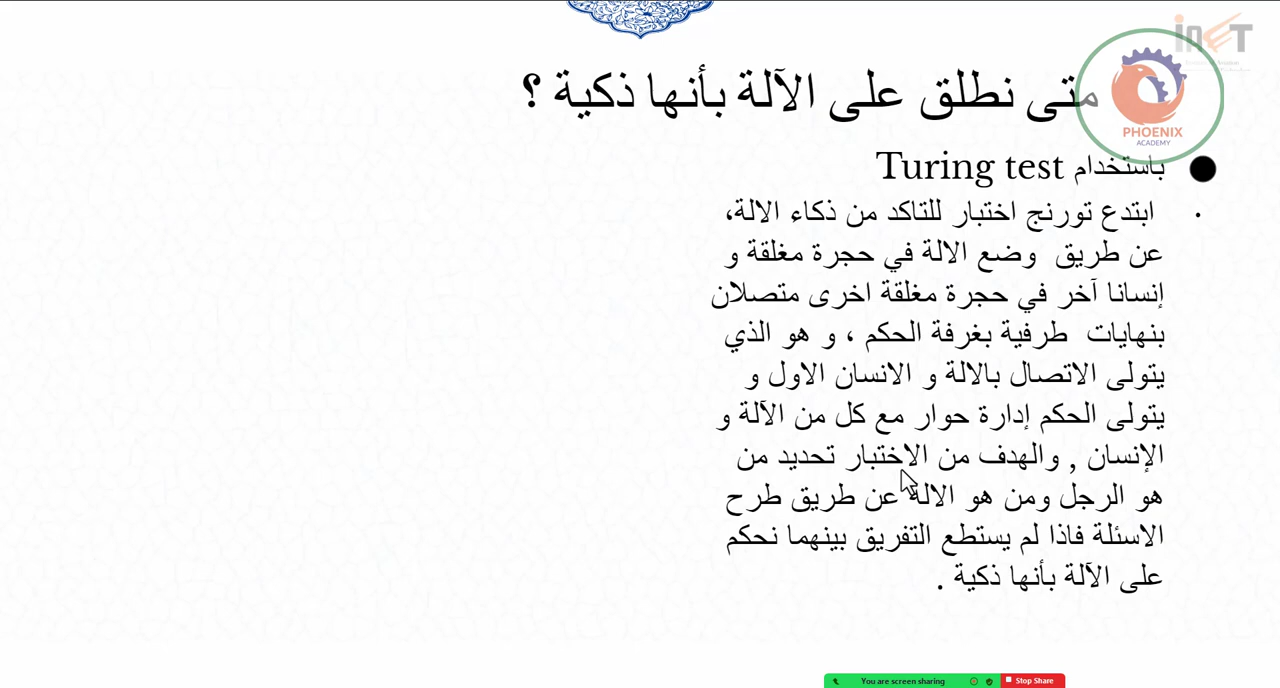 inET
متى نطلق على الآلة بأنها ذكية ؟
PHOENIX
ACADEMY
● باستخدام Turing test
• ابتدع تورنج اختبار للتاكد من ذكاء الالة،
عن طريق وضع الالة في حجرة مغلقة و
إنسانا آخر في حجرة مغلقة اخرى متصلان
بنهايات طرفية بغرفة الحكم ، و هو الذي
يتولى الاتصال بالالة و الانسان الاول و
يتولى الحكم إدارة حوار مع كل من الآلة و
الإنسان , والهدف من الاختبار تحديد من
هو الرجل ومن هو الالة عن طريق طرح
الاسئلة فاذا لم يستطع التفريق بينهما نحكم
على الآلة بأنها ذكية .
You are screen sharing
Stop Share